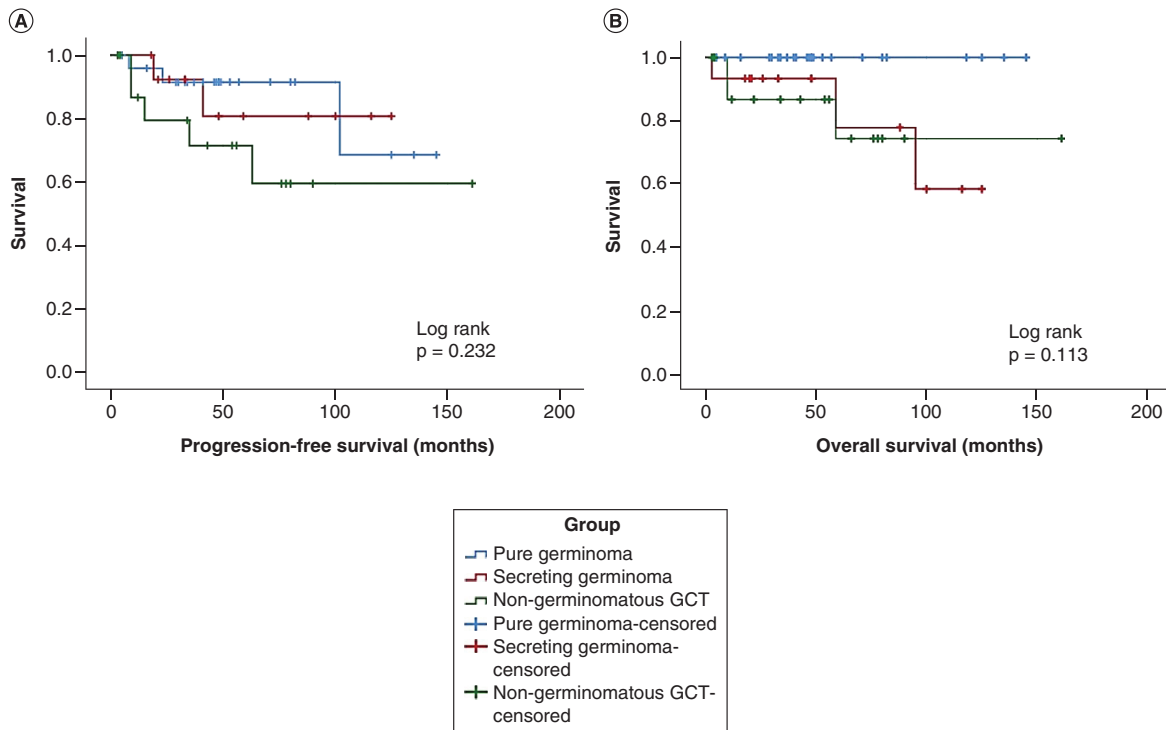 A
1.0
0.8
0.6
0.4
0.2
0.0
Survival
Log rank
p = 0.232
0 50 100 150 200
Progression-free survival (months)
B
1.0
0.8
0.6
0.4
0.2
0.0
Survival
Log rank
p = 0.113
0 50 100 150 200
Overall survival (months)
Group
Pure germinoma
Secreting germinoma
Non-germinomatous GCT
Pure germinoma-censored
Secreting germinoma-
censored
Non-germinomatous GCT-
censored